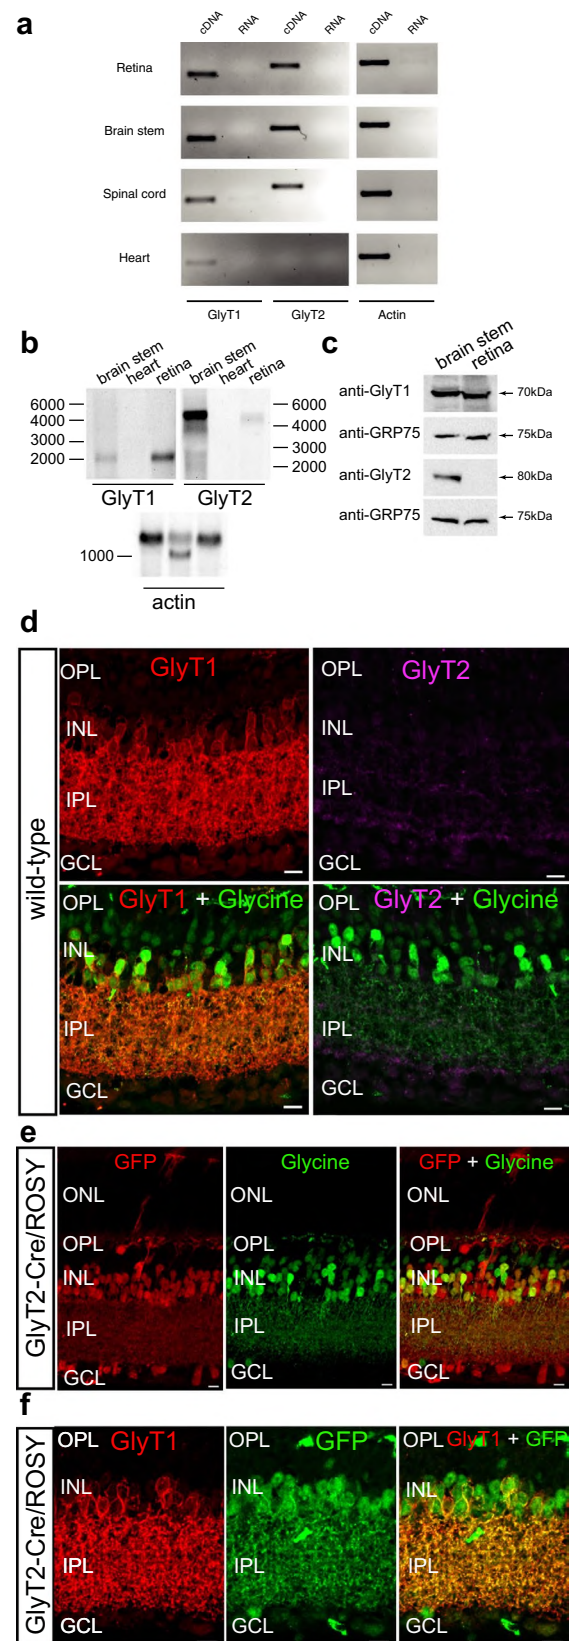 a
cDNA RNA cDNA RNA cDNA RNA
Retina
Brain stem
Spinal cord
Heart
GlyT1 GlyT2 Actin
b
brain stem heart retina brain stem heart retina
6000
4000
3000
2000
6000
4000
3000
2000
GlyT1 GlyT2
1000
actin
c
brain stem retina
anti-GlyT1 70kDa
anti-GRP75 75kDa
anti-GlyT2 80kDa
anti-GRP75 75kDa
d
wild-type
OPL GlyT1
INL
IPL
GCL
OPL GlyT2
INL
IPL
GCL
OPL GlyT1 + Glycine
INL
IPL
GCL
OPL GlyT2 + Glycine
INL
IPL
GCL
e
GlyT2-Cre/ROSY
GFP
ONL
OPL
INL
IPL
GCL
Glycine
ONL
OPL
INL
IPL
GCL
GFP + Glycine
ONL
OPL
INL
IPL
GCL
f
GlyT2-Cre/ROSY
OPL GlyT1
INL
IPL
GCL
OPL GFP
INL
IPL
GCL
OPL GlyT1 + GFP
INL
IPL
GCL